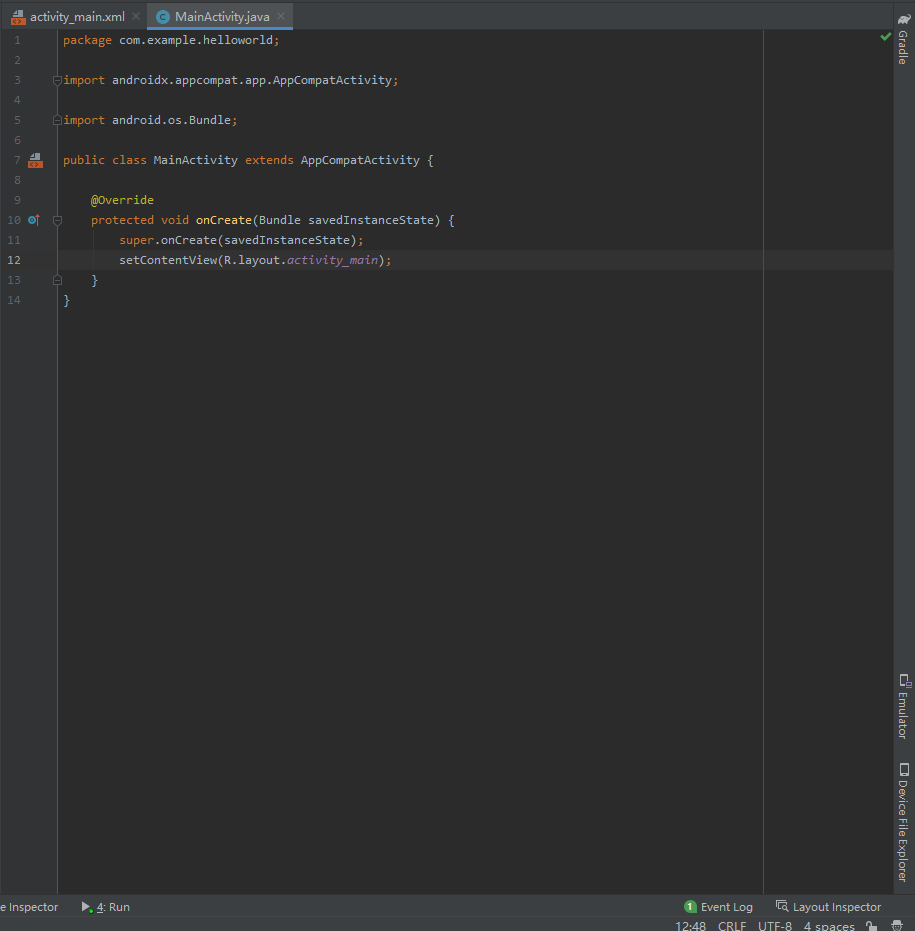 activity_main.xml
MainActivity.java
1 package com.example.helloworld;
2
3 import androidx.appcompat.app.AppCompatActivity;
4
5 import android.os.Bundle;
6
7 public class MainActivity extends AppCompatActivity {
8
9 @Override
10 protected void onCreate(Bundle savedInstanceState) {
11 super.onCreate(savedInstanceState);
12 setContentView(R.layout.activity_main);
13 }
14 }
Gradle
Emulator
Device File Explorer
e Inspector
4: Run
1 Event Log
Layout Inspector
12:48 CRLF UTF-8 4 spaces